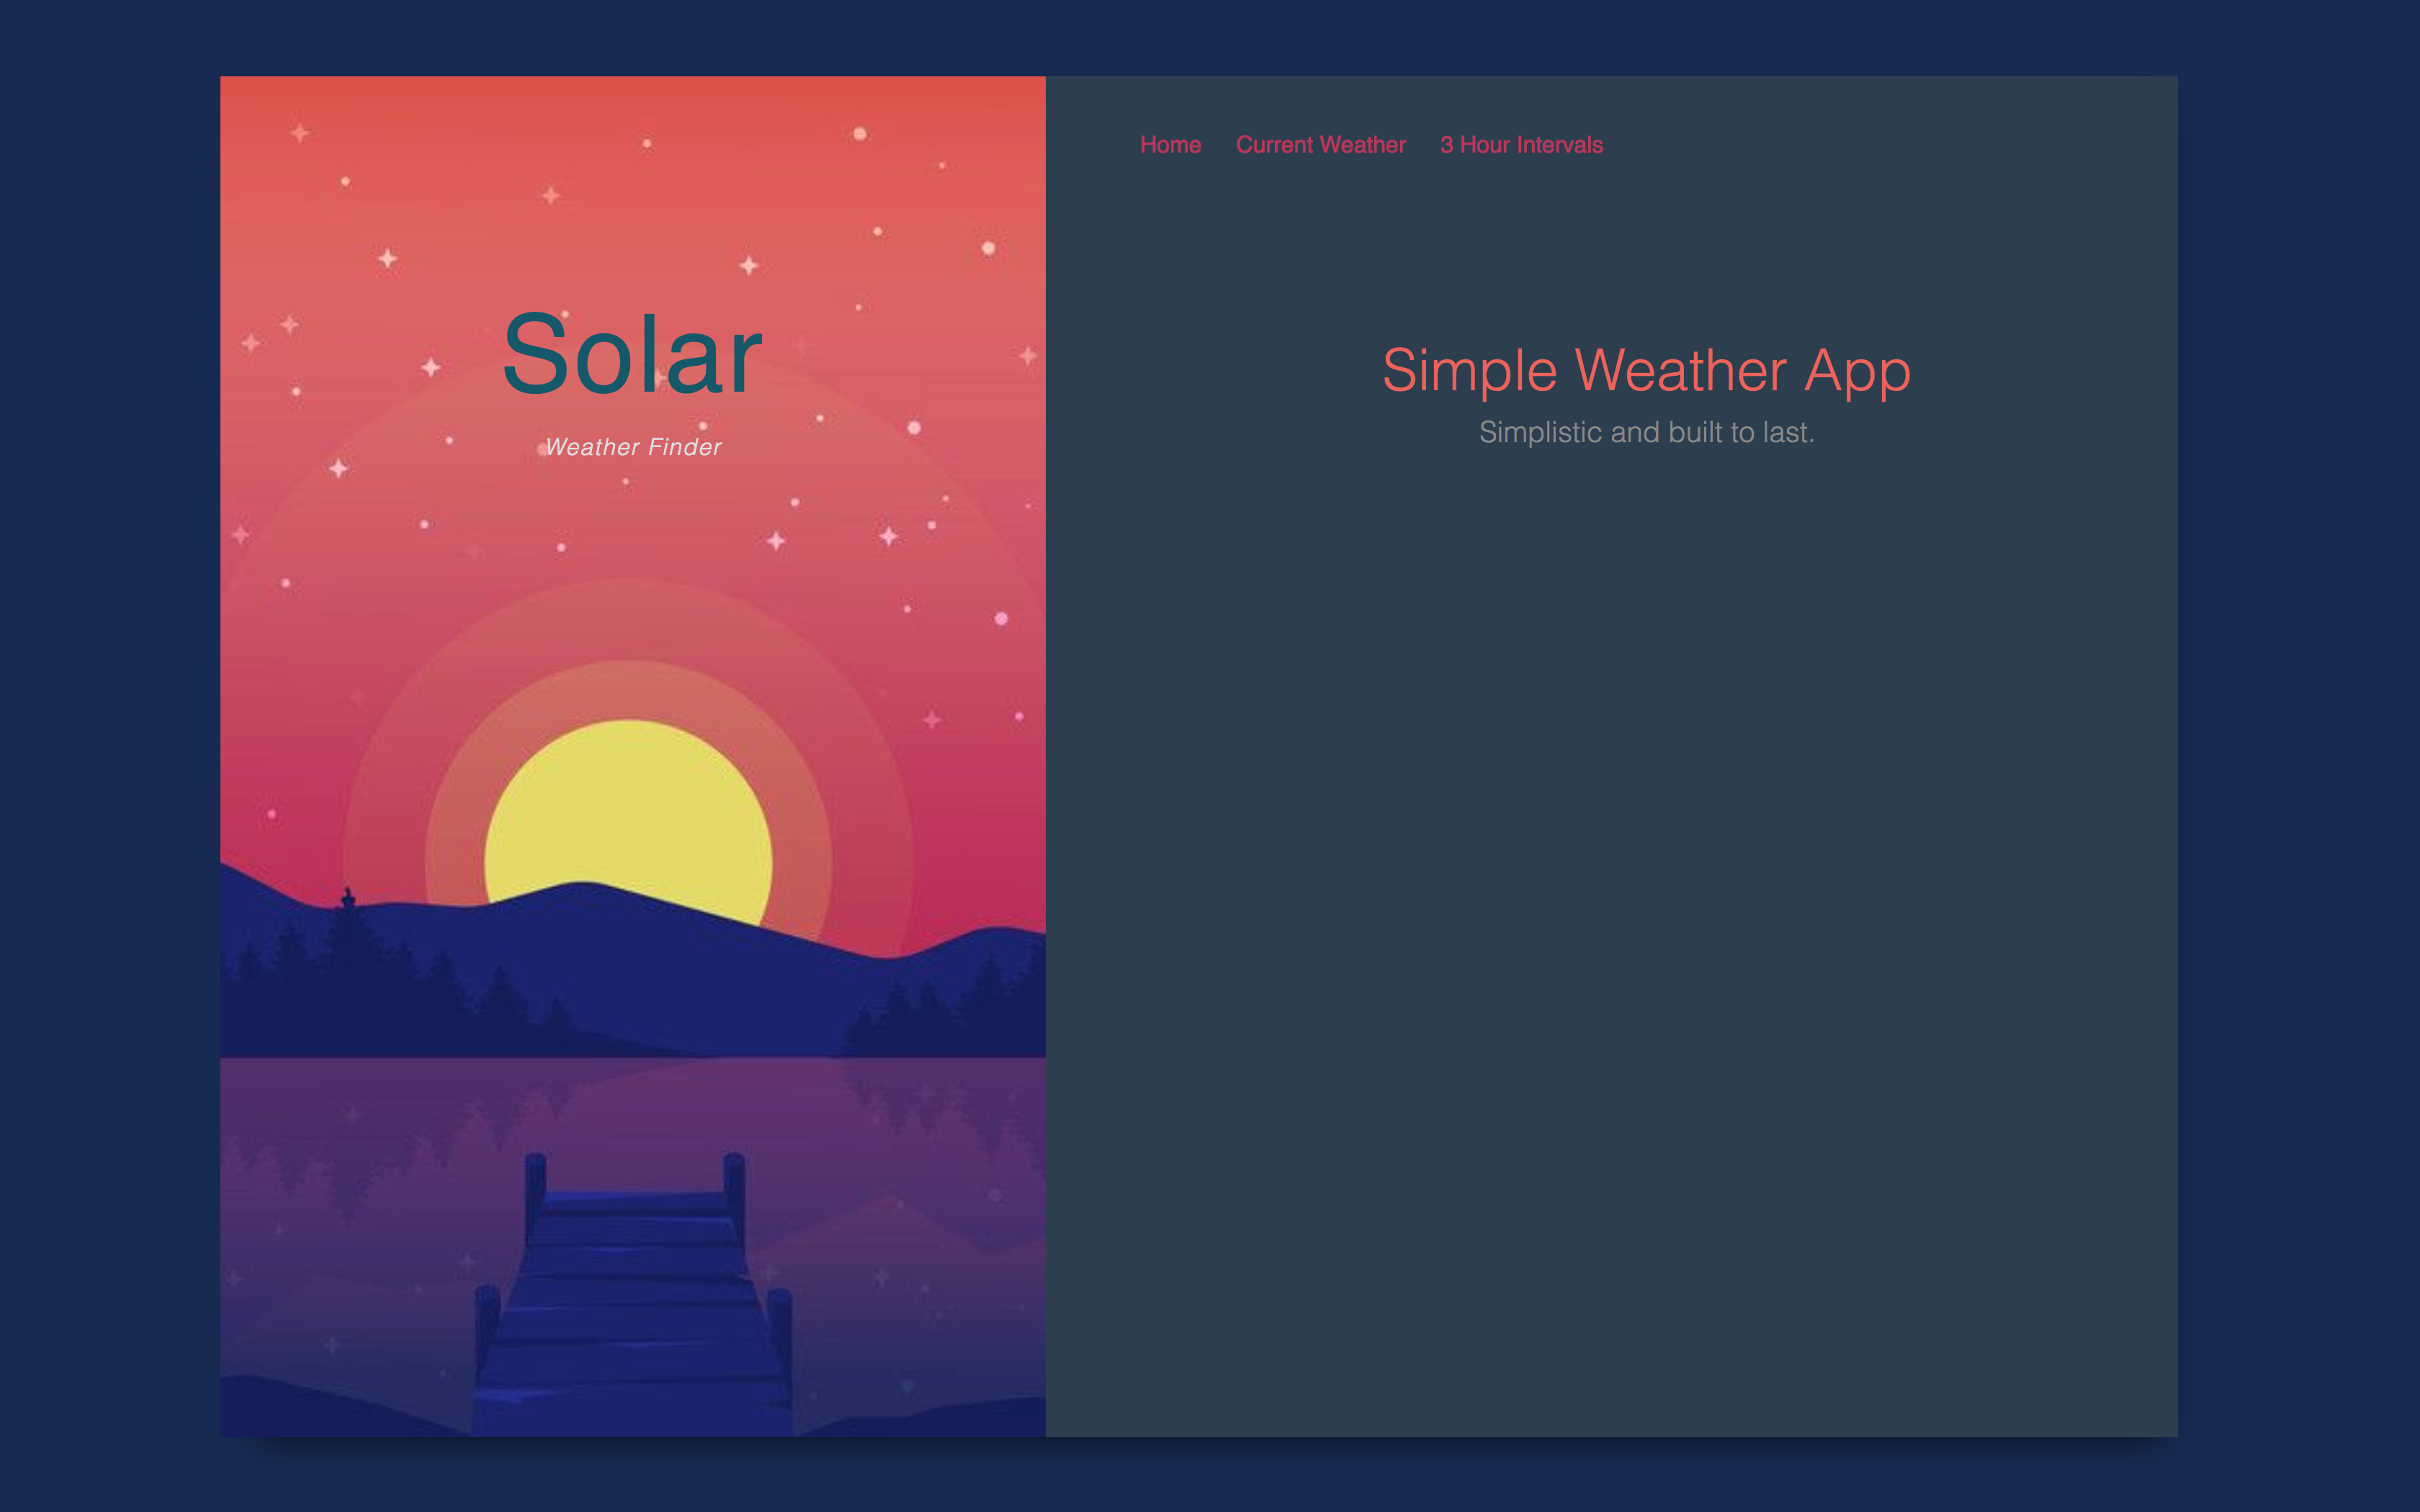 Solar
Weather Finder
Home Current Weather 3 Hour Intervals
Simple Weather App
Simplistic and built to last.